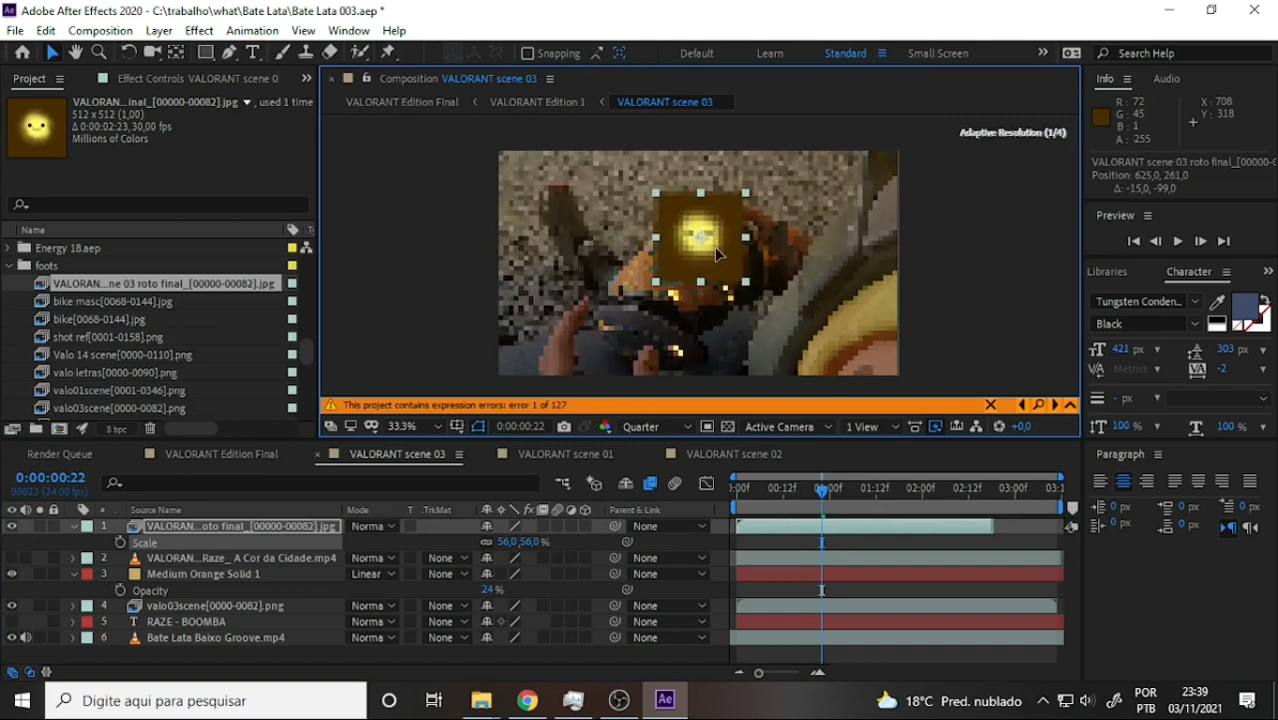 Adobe After Effects 2020 - C:\trabalho\what\Bate Lata\Bate Lata 003.aep *
File Edit Composition Layer Effect Animation View Window Help
Snapping Default Learn Standard Small Screen Search Help
Project Effect Controls VALORANT scene 0 Composition VALORANT scene 03 Info Audio
VALORANT Edition Final VALORANT Edition 1 VALORANT scene 03
VALORAN...inal_[00000-00082].jpg , used 1 time
512 x 512 (1,00)
Δ 0:00:02:23, 30,00 fps
Millions of Colors
Adaptive Resolution (1/4)
R : 72
G : 45
B : 1
A : 255
X : 708
Y : 318
VALORANT scene 03 roto final_[00000-00082].j
Position: 625,0, 261,0
Δ: -15,0, -99,0
Name
Energy 18.aep
foots
VALORAN...ne 03 roto final_[00000-00082].jpg
bike masc[0068-0144].jpg
bike[0068-0144].jpg
shot ref[0001-0158].png
Valo 14 scene[0000-0110].png
valo letras[0000-0090].png
valo01scene[0001-0346].png
valo03scene[0000-0082].png
8 bpc
Preview
Libraries Character
Tungsten Conden...
Black
421 px 303 px
Metrics -2
- px
100 % 100 %
This project contains expression errors: error 1 of 127
33.3% 0:00:00:22 Quarter Active Camera 1 View +0,0
Render Queue VALORANT Edition Final VALORANT scene 03 VALORANT scene 01 VALORANT scene 02
Paragraph
0 px 0 px 0 px
0 px 0 px
0:00:00:22
00022 (24.00 fps)
:00f 00:12f 01:00f 01:12f 02:00f 02:12f 03:00f 03:1
# Source Name Mode T .TrkMat Parent & Link
1 VALORAN...oto final_[00000-00082].jpg Norma None
Scale 56,0,56,0 %
2 VALORAN...Raze_ A Cor da Cidade.mp4 Norma None None
3 Medium Orange Solid 1 Linear None None
Opacity 24 %
4 valo03scene[0000-0082].png Norma None None
5 T RAZE - BOOMBA Norma None None
6 Bate Lata Baixo Groove.mp4 Norma None None
Digite aqui para pesquisar
18°C Pred. nublado
POR
PTB
23:39
03/11/2021